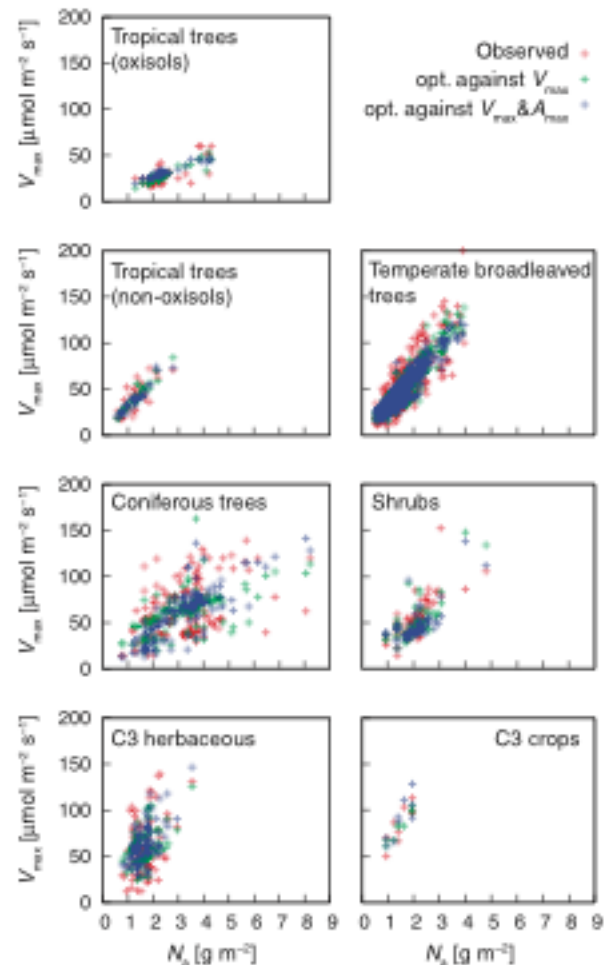 Tropical trees
(oxisols)
Observed
opt. against Vmax
opt. against Vmax&Amax
200
150
100
50
0
Vmax [μmol m−2 s−1]
Tropical trees
(non-oxisols)
Temperate broadleaved
trees
200
150
100
50
0
Vmax [μmol m−2 s−1]
Coniferous trees
Shrubs
200
150
100
50
0
Vmax [μmol m−2 s−1]
C3 herbaceous
C3 crops
200
150
100
50
0
Vmax [μmol m−2 s−1]
0 1 2 3 4 5 6 7 8 9
0 1 2 3 4 5 6 7 8 9
NA [g m−2]
NA [g m−2]